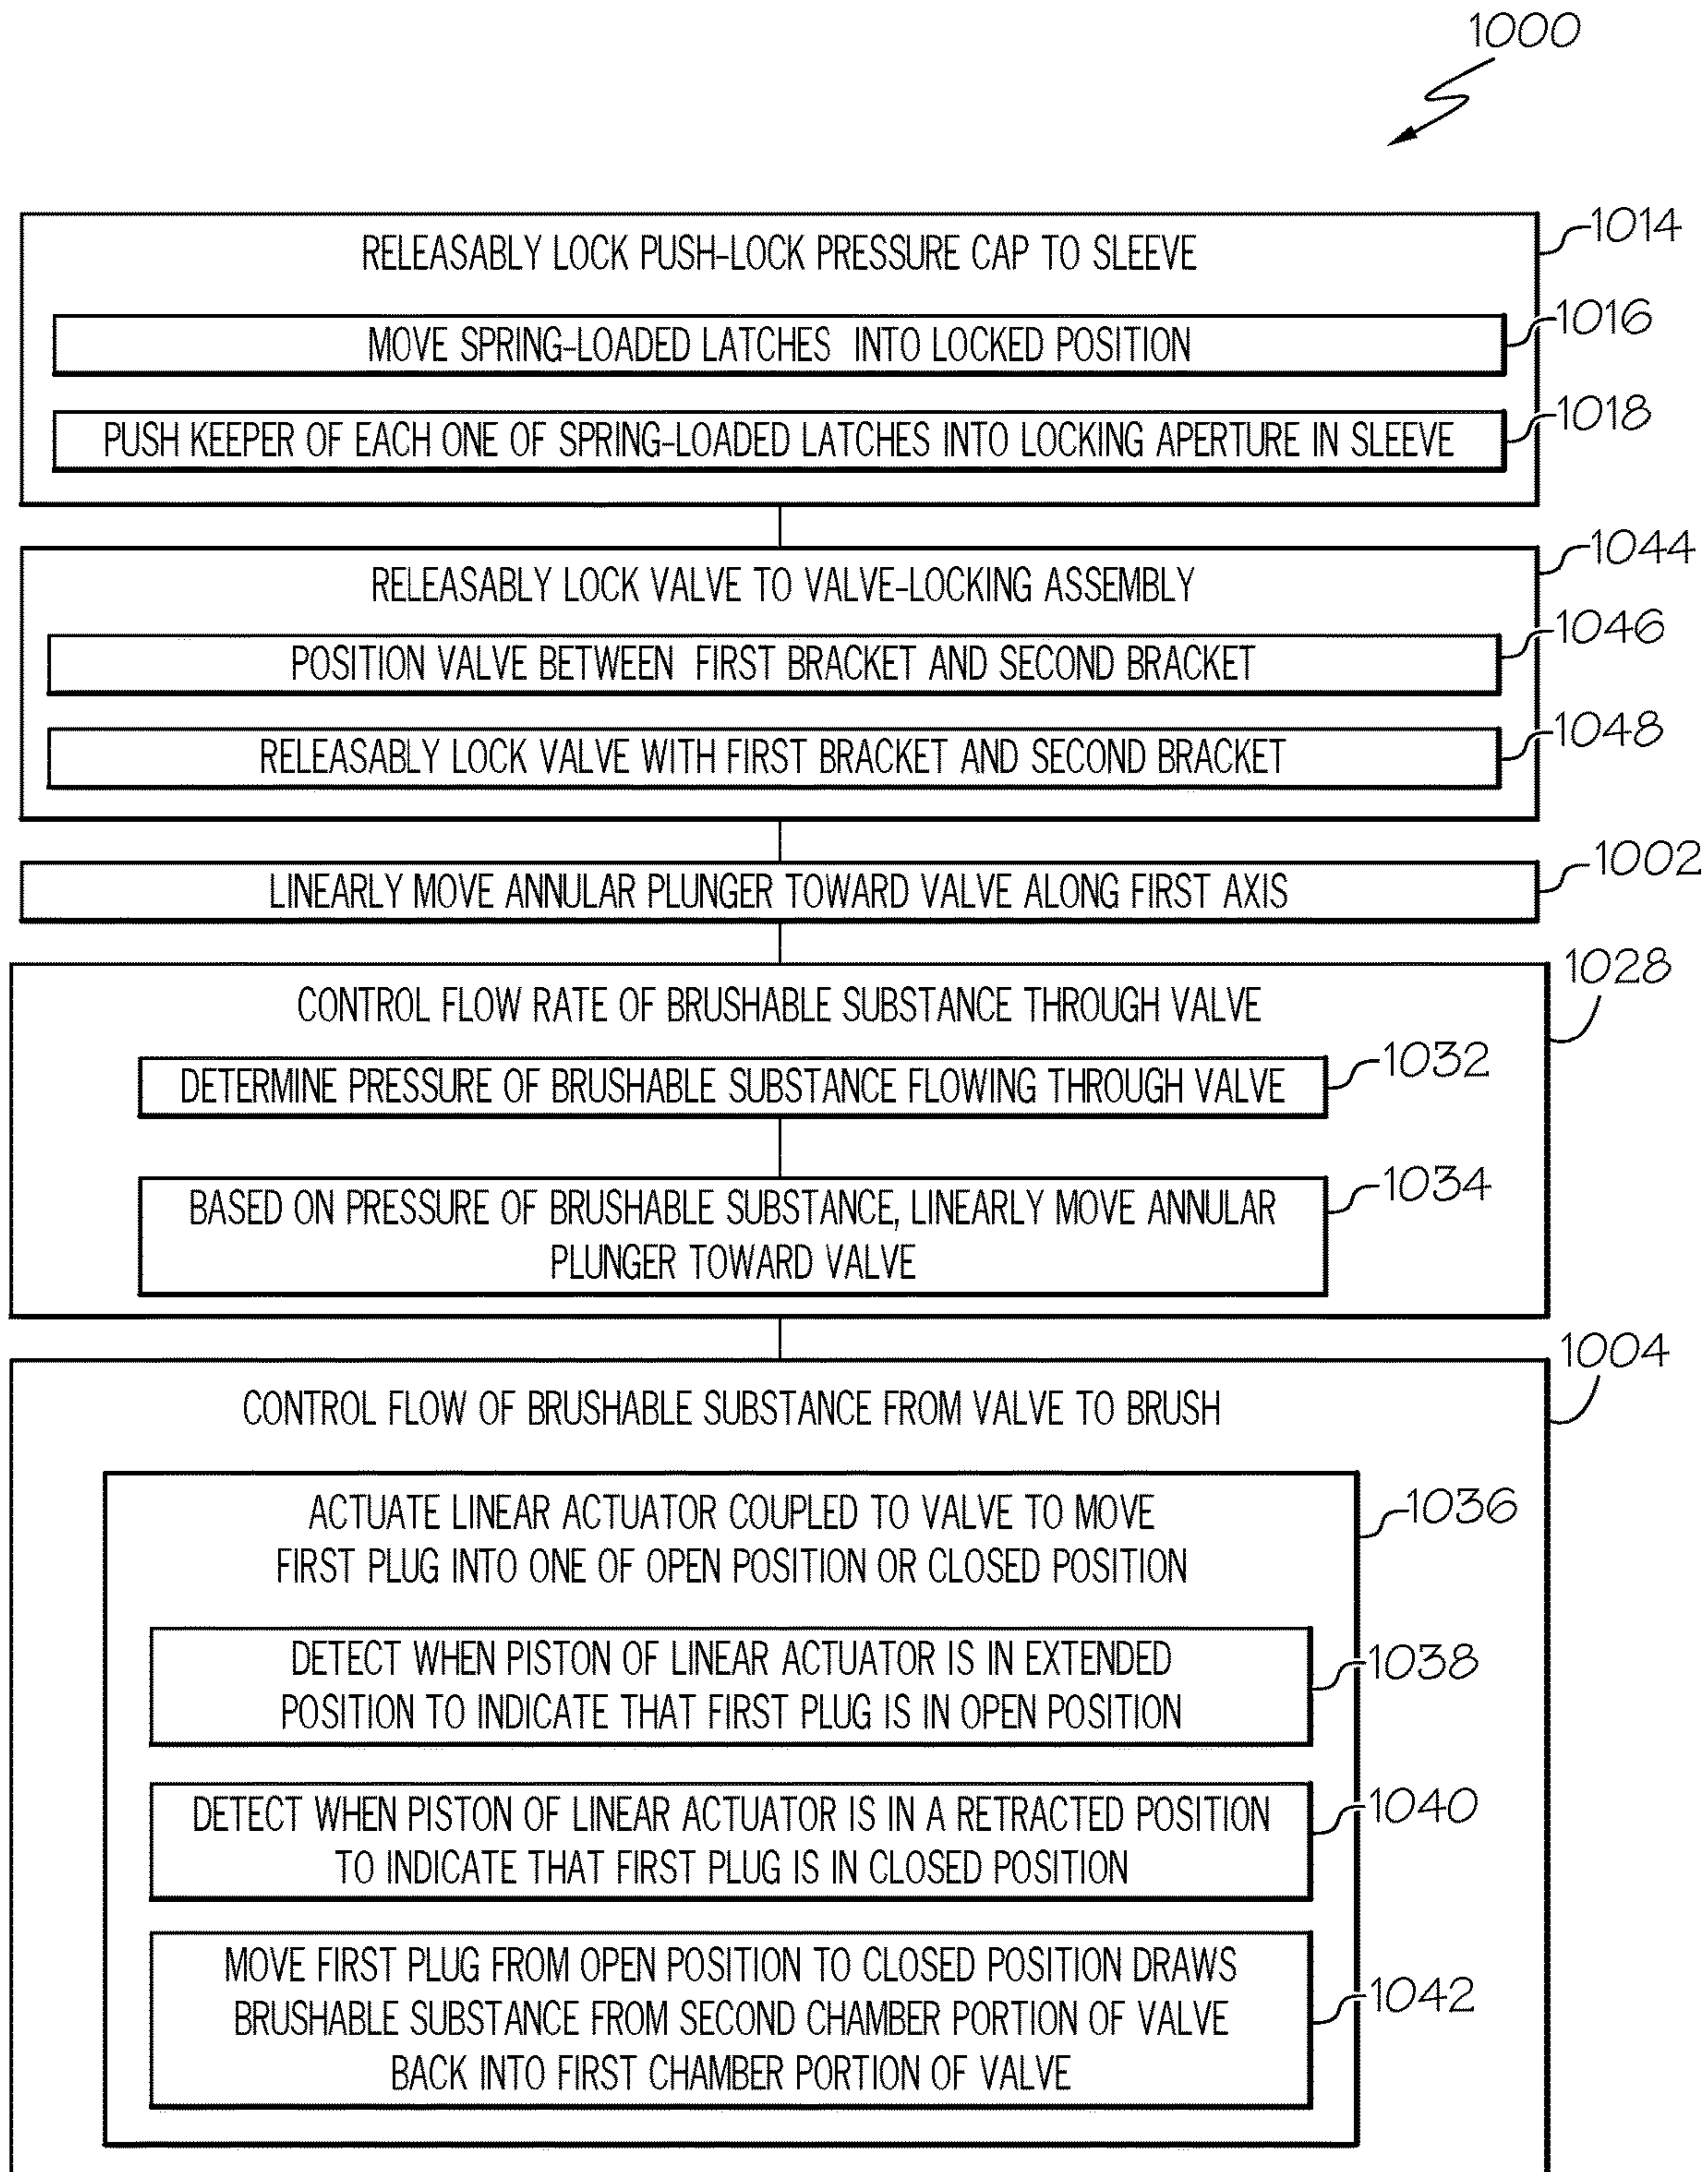 1000
RELEASABLY LOCK PUSH-LOCK PRESSURE CAP TO SLEEVE
1014
MOVE SPRING-LOADED LATCHES INTO LOCKED POSITION
1016
PUSH KEEPER OF EACH ONE OF SPRING-LOADED LATCHES INTO LOCKING APERTURE IN SLEEVE
1018
RELEASABLY LOCK VALVE TO VALVE-LOCKING ASSEMBLY
1044
POSITION VALVE BETWEEN FIRST BRACKET AND SECOND BRACKET
1046
RELEASABLY LOCK VALVE WITH FIRST BRACKET AND SECOND BRACKET
1048
LINEARLY MOVE ANNULAR PLUNGER TOWARD VALVE ALONG FIRST AXIS
1002
CONTROL FLOW RATE OF BRUSHABLE SUBSTANCE THROUGH VALVE
1028
DETERMINE PRESSURE OF BRUSHABLE SUBSTANCE FLOWING THROUGH VALVE
1032
BASED ON PRESSURE OF BRUSHABLE SUBSTANCE, LINEARLY MOVE ANNULAR
PLUNGER TOWARD VALVE
1034
CONTROL FLOW OF BRUSHABLE SUBSTANCE FROM VALVE TO BRUSH
1004
ACTUATE LINEAR ACTUATOR COUPLED TO VALVE TO MOVE
FIRST PLUG INTO ONE OF OPEN POSITION OR CLOSED POSITION
1036
DETECT WHEN PISTON OF LINEAR ACTUATOR IS IN EXTENDED
POSITION TO INDICATE THAT FIRST PLUG IS IN OPEN POSITION
1038
DETECT WHEN PISTON OF LINEAR ACTUATOR IS IN A RETRACTED POSITION
TO INDICATE THAT FIRST PLUG IS IN CLOSED POSITION
1040
MOVE FIRST PLUG FROM OPEN POSITION TO CLOSED POSITION DRAWS
BRUSHABLE SUBSTANCE FROM SECOND CHAMBER PORTION OF VALVE
BACK INTO FIRST CHAMBER PORTION OF VALVE
1042